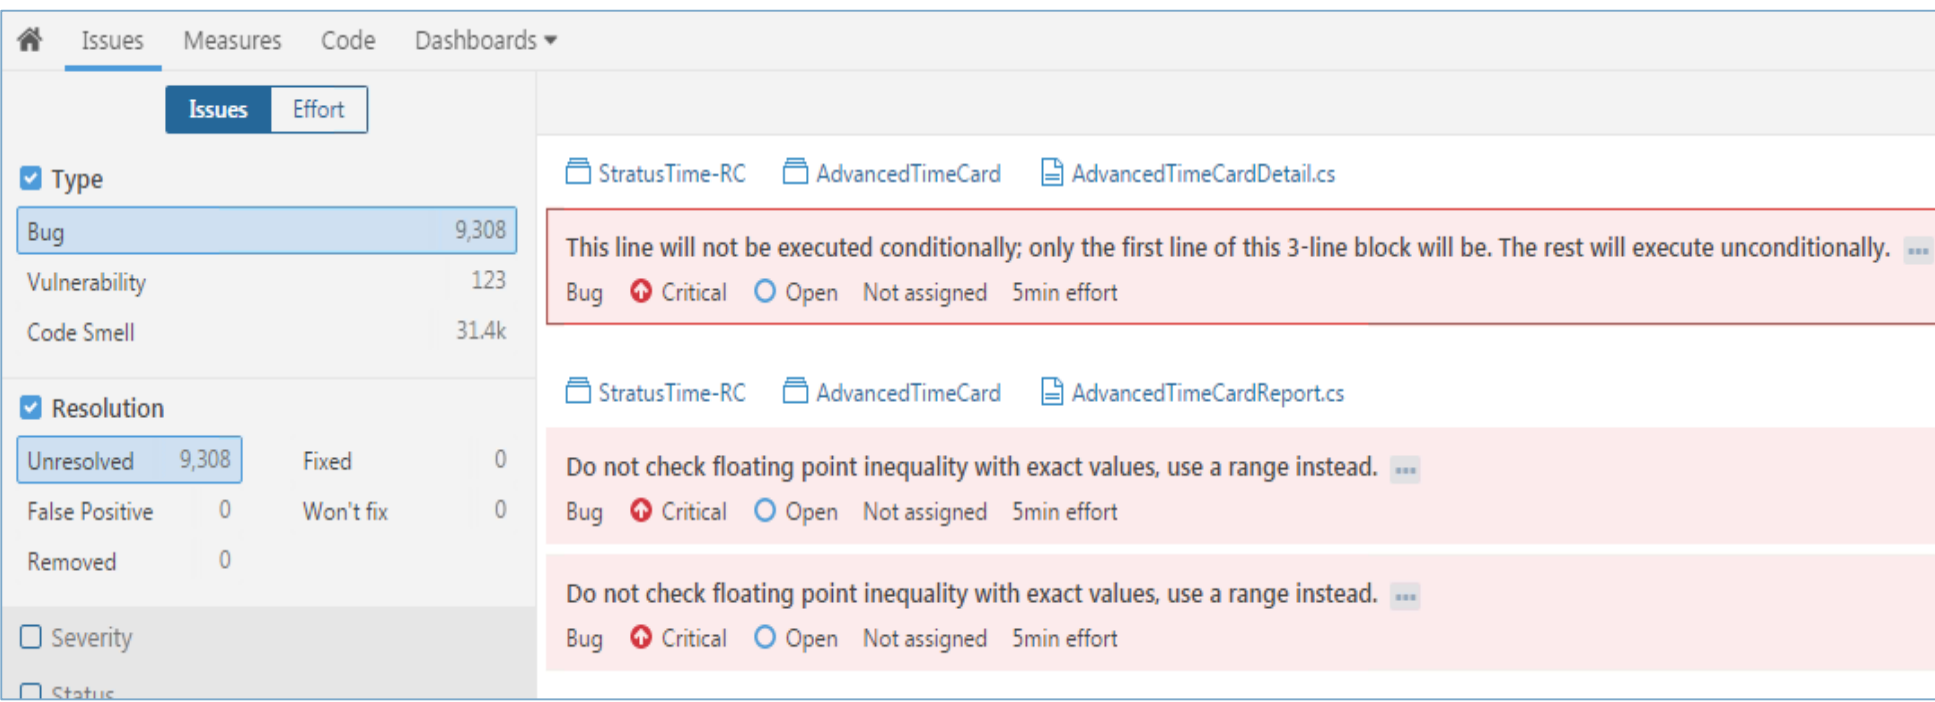 Issues Measures Code Dashboards
Issues Effort
Type
Bug 9,308
Vulnerability 123
Code Smell 31.4k
Resolution
Unresolved 9,308 Fixed 0
False Positive 0 Won't fix 0
Removed 0
Severity
Status
StratusTime-RC AdvancedTimeCard AdvancedTimeCardDetail.cs
This line will not be executed conditionally; only the first line of this 3-line block will be. The rest will execute unconditionally. ...
Bug Critical Open Not assigned 5min effort
StratusTime-RC AdvancedTimeCard AdvancedTimeCardReport.cs
Do not check floating point inequality with exact values, use a range instead. ...
Bug Critical Open Not assigned 5min effort
Do not check floating point inequality with exact values, use a range instead. ...
Bug Critical Open Not assigned 5min effort